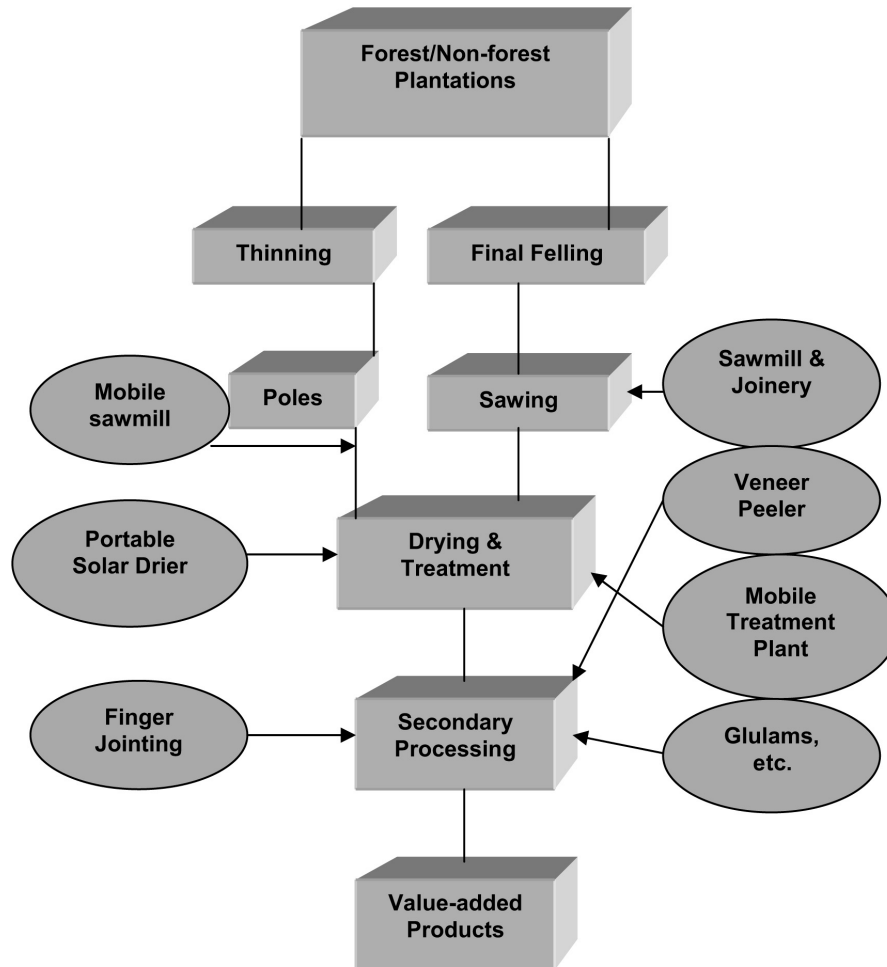 Forest/Non-forest
Plantations
Thinning
Final Felling
Mobile
sawmill
Poles
Sawing
Sawmill &
Joinery
Veneer
Peeler
Portable
Solar Drier
Drying &
Treatment
Mobile
Treatment
Plant
Finger
Jointing
Secondary
Processing
Glulams,
etc.
Value-added
Products